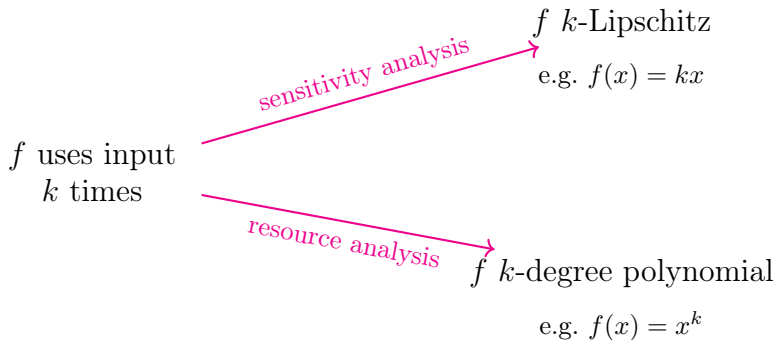 f k-Lipschitz
e.g. f(x) = kx
sensitivity analysis
f uses input
k times
resource analysis
f k-degree polynomial
e.g. f(x) = x^k